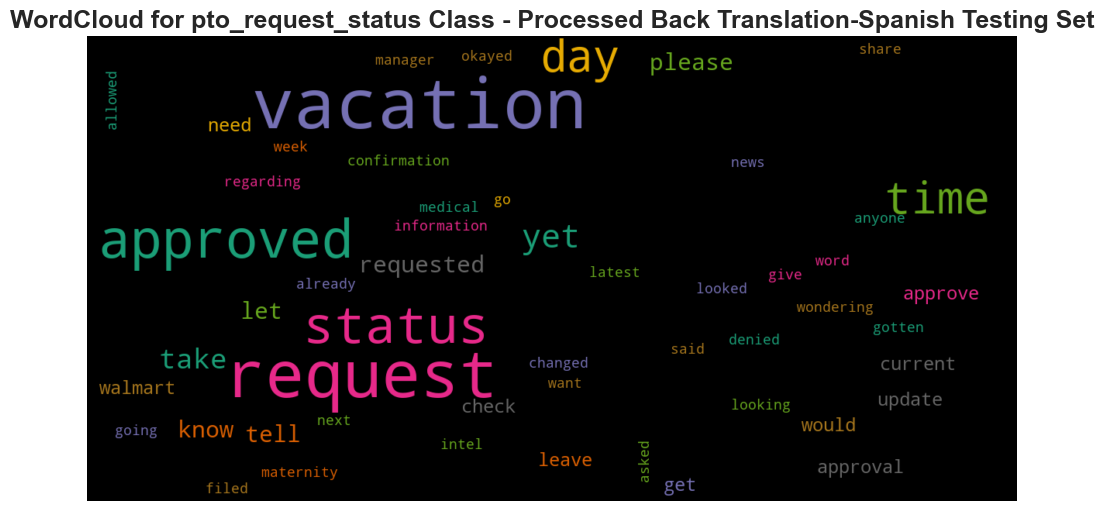 WordCloud for pto_request_status Class - Processed Back Translation-Spanish Testing Set
manager okayed day share
please
allowed
vacation
need
week
confirmation news
regarding
medical go time
information anyone
approved yet
requested
latest word
already looked give approve
let wondering
status gotten
denied
take said
changed current
request
walmart want
check looking update
next
going know tell would
intel
leave asked approval
maternity
filed get